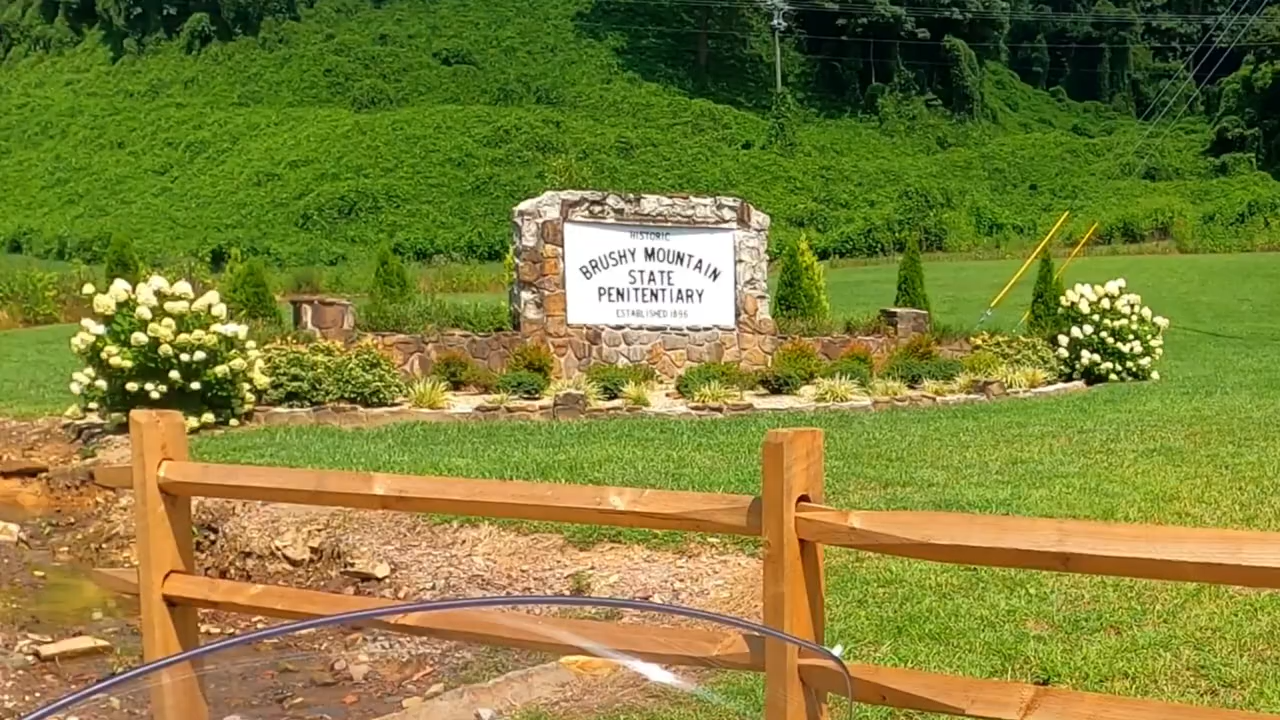 HISTORIC
BRUSHY MOUNTAIN
STATE
PENITENTIARY
ESTABLISHED 1896